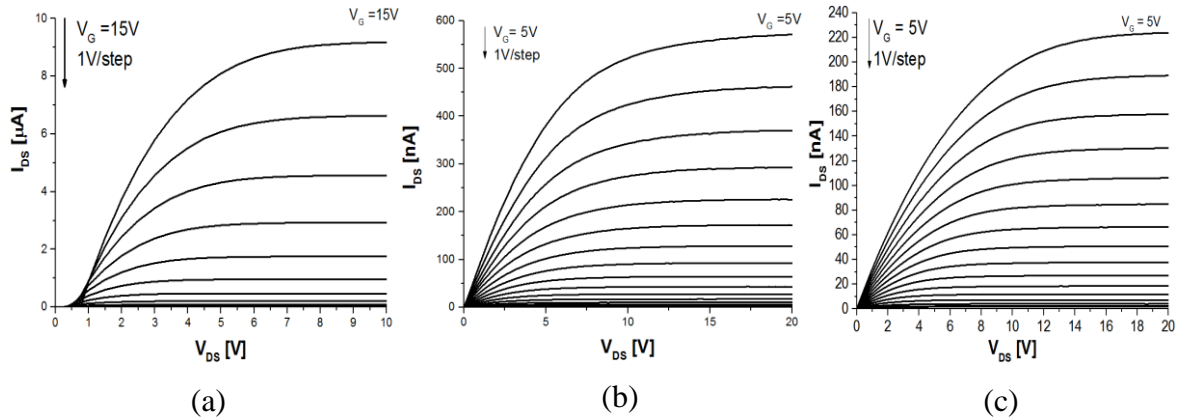 V_G =15V
V_G =15V
1V/step
10
8
6
4
2
0
I_DS [µA]
0 1 2 3 4 5 6 7 8 9 10
V_DS [V]
(a)
V_G =5V
V_G = 5V
1V/step
600
500
400
300
200
100
0
I_DS [nA]
0 5 10 15 20
V_DS [V]
(b)
V_G = 5V
V_G = 5V
1V/step
240
220
200
180
160
140
120
100
80
60
40
20
0
I_DS [nA]
0 2 4 6 8 10 12 14 16 18 20
V_DS [V]
(c)